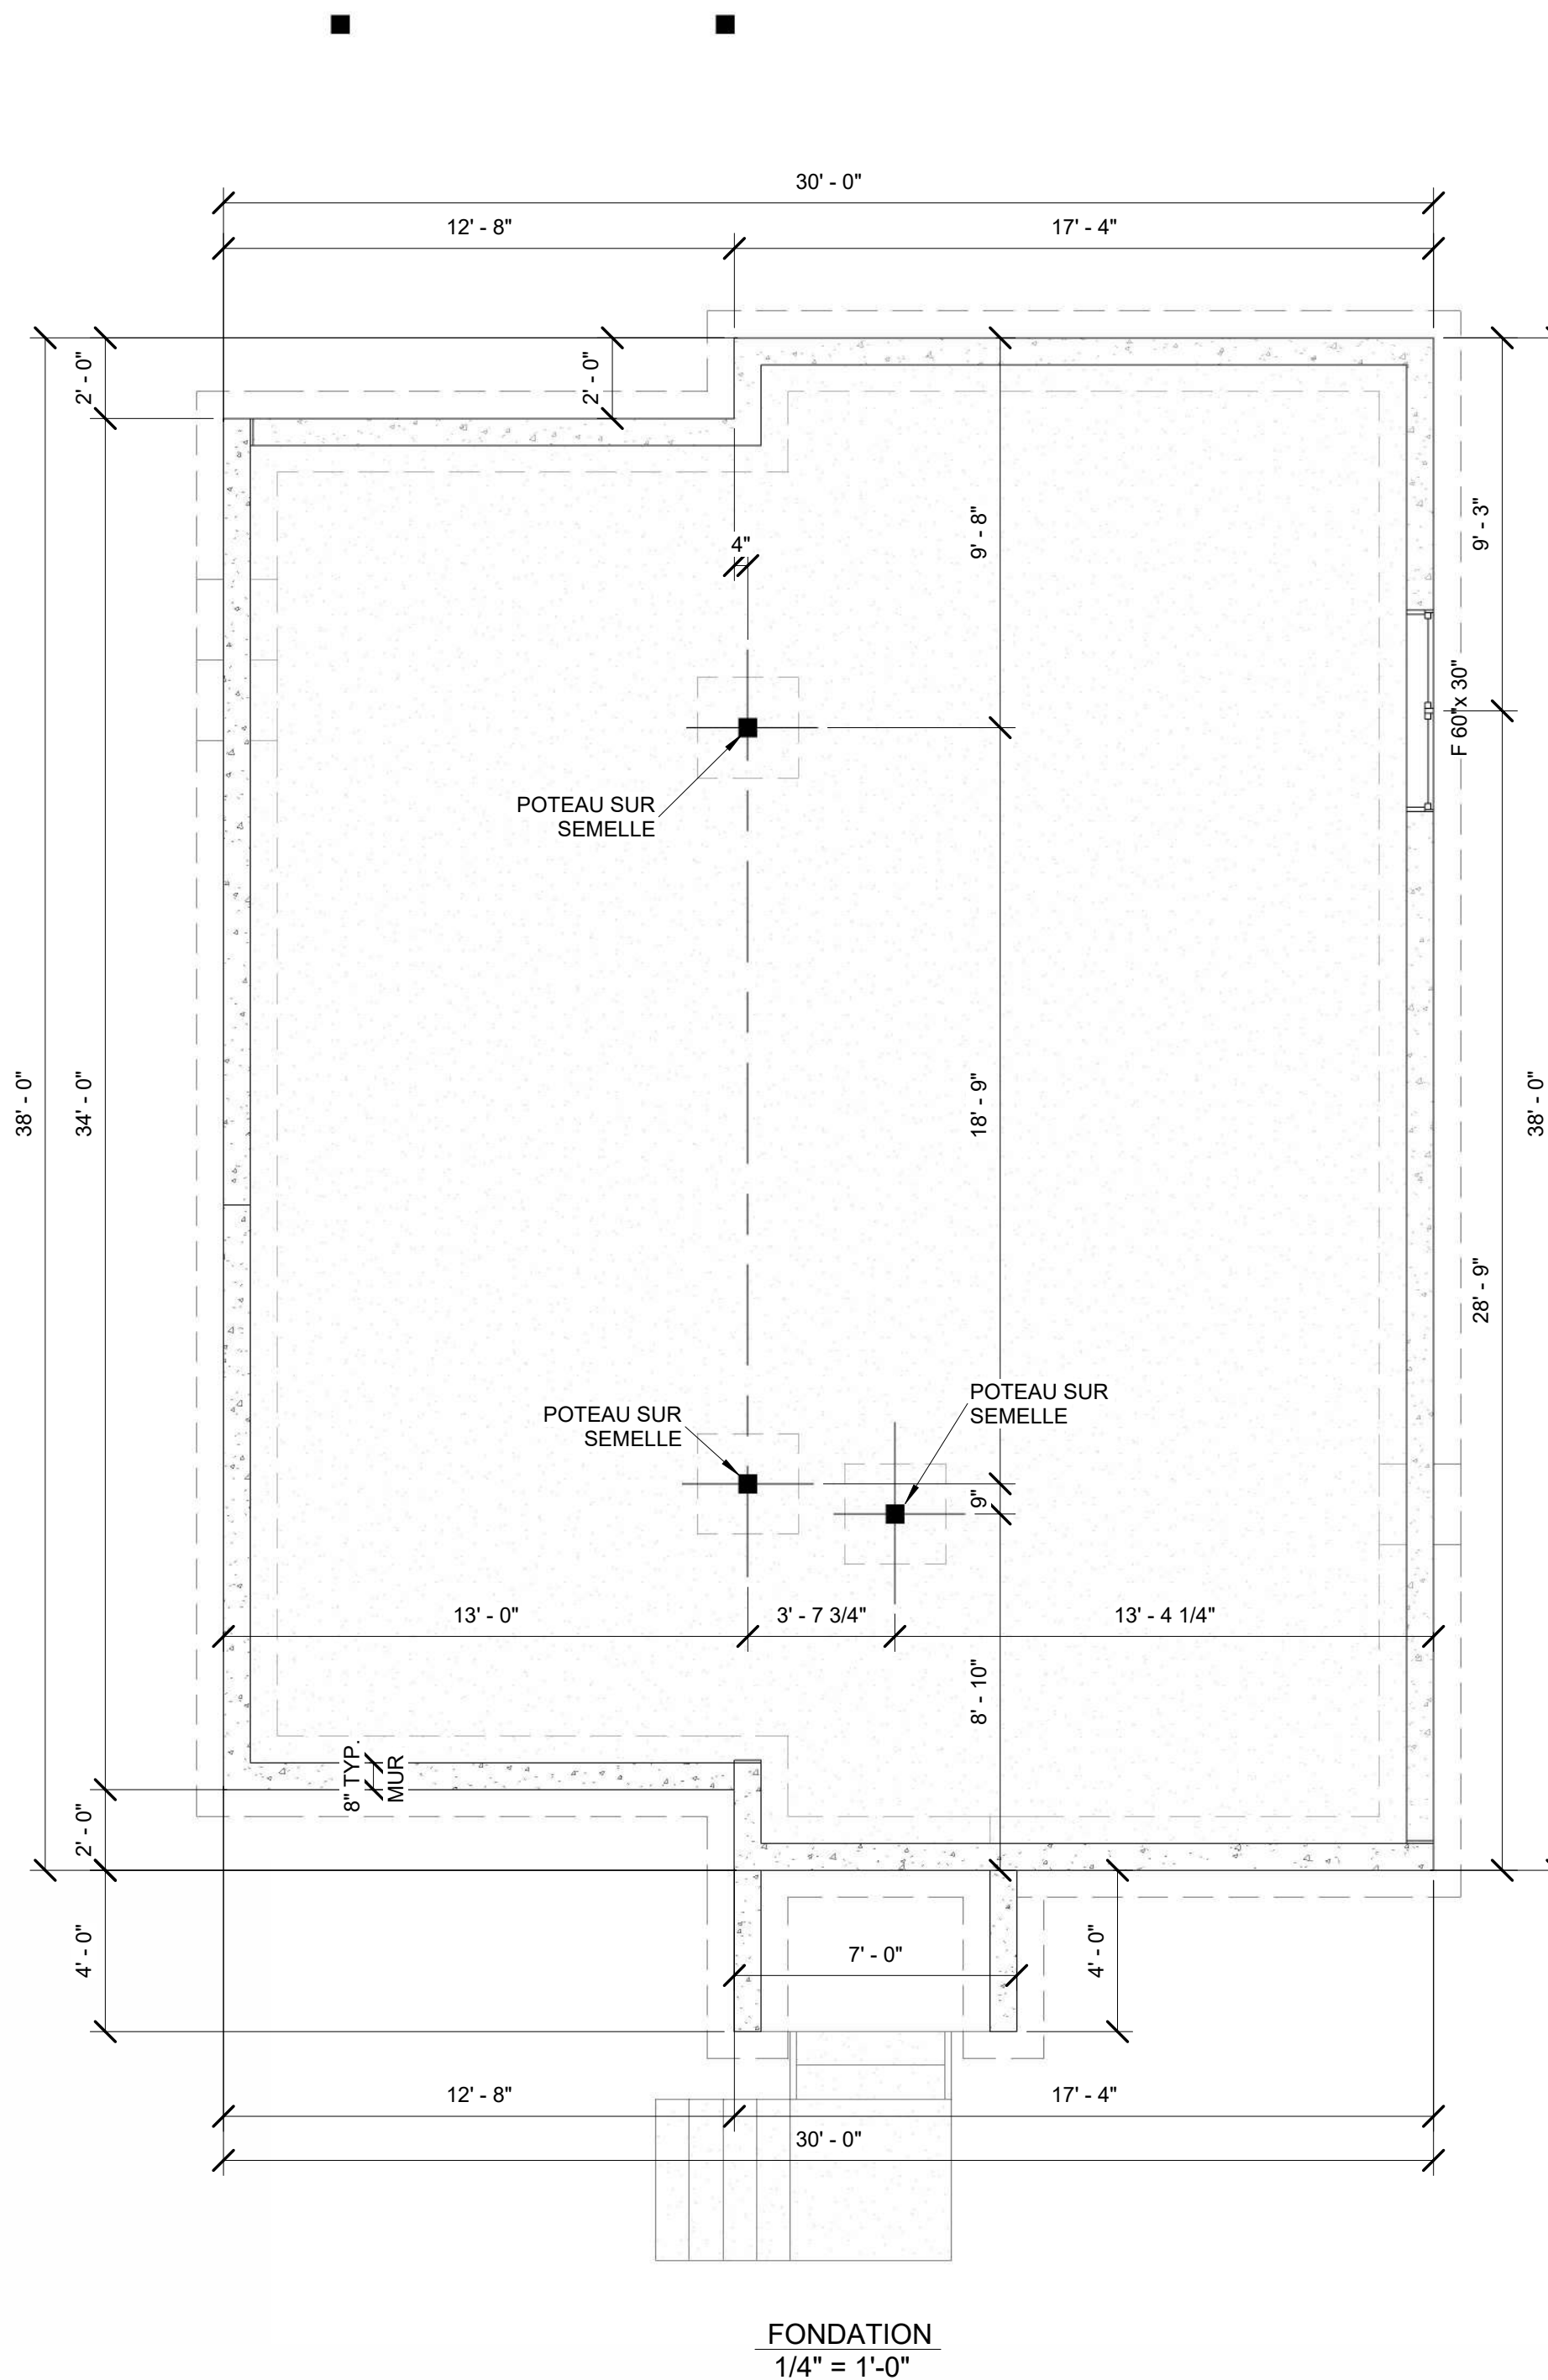 30' - 0"
12' - 8"
17' - 4"
2' - 0"
2' - 0"
9' - 8"
9' - 3"
4"
F 60"x 30"
POTEAU SUR
SEMELLE
38' - 0"
34' - 0"
18' - 9"
38' - 0"
28' - 9"
POTEAU SUR
SEMELLE
POTEAU SUR
SEMELLE
9"
13' - 0"
3' - 7 3/4"
13' - 4 1/4"
8' - 10"
8" TYP.
MUR
2' - 0"
4' - 0"
7' - 0"
4' - 0"
12' - 8"
17' - 4"
30' - 0"
FONDATION
1/4" = 1'-0"